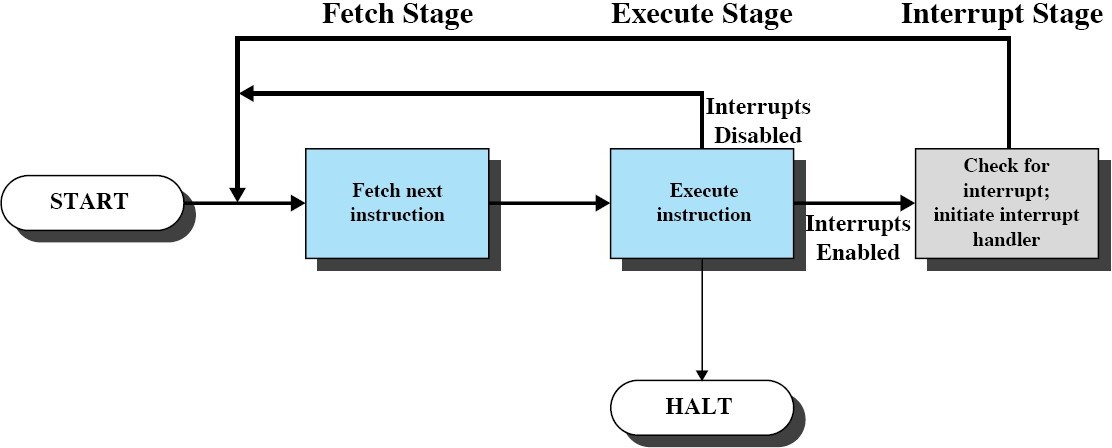 Fetch Stage
Execute Stage
Interrupt Stage
Interrupts
Disabled
START
Fetch next
instruction
Execute
instruction
Interrupts
Enabled
Check for
interrupt;
initiate interrupt
handler
HALT